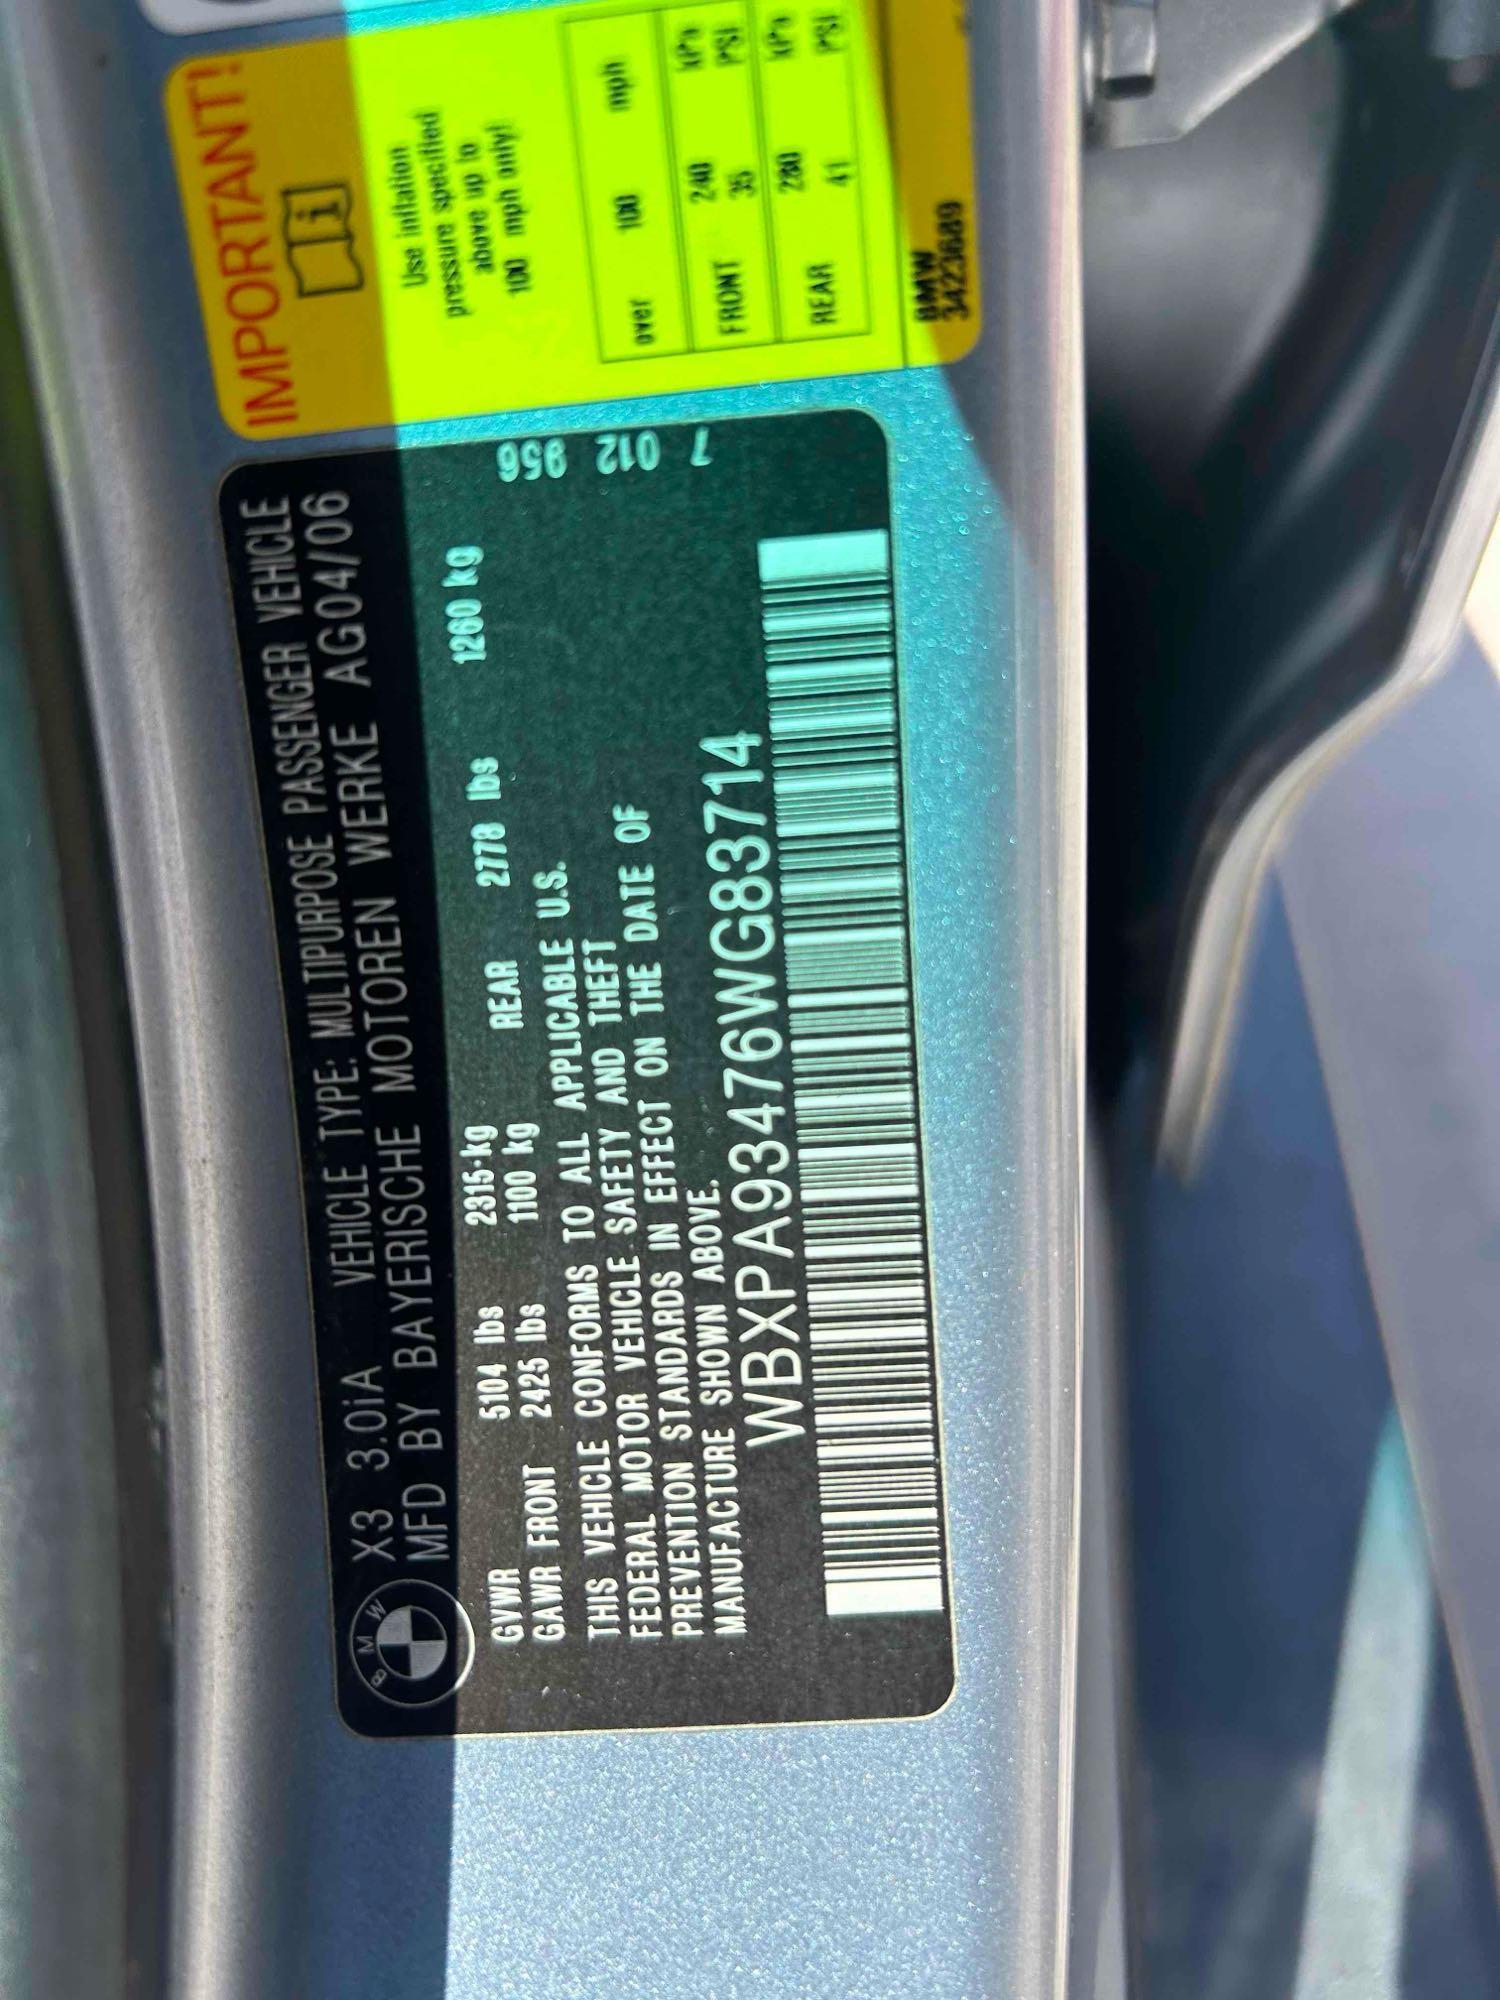 BMW
X3 3.0iA VEHICLE TYPE: MULTIPURPOSE PASSENGER VEHICLE
MFD BY BAYERISCHE MOTOREN WERKE AG04/06
GVWR 5104 lbs 2315 kg
GAWR FRONT 2425 lbs 1100 kg REAR 2778 lbs 1260 kg
THIS VEHICLE CONFORMS TO ALL APPLICABLE U.S.
FEDERAL MOTOR VEHICLE SAFETY AND THEFT
PREVENTION STANDARDS IN EFFECT ON THE DATE OF
MANUFACTURE SHOWN ABOVE.
WBXPA93476WG83714
7 012 956
IMPORTANT!
Use inflation
pressure specified
above up to
100 mph only!
over 100 mph
FRONT 240 kPa
35 PSI
REAR 280 kPa
41 PSI
BMW
3423689